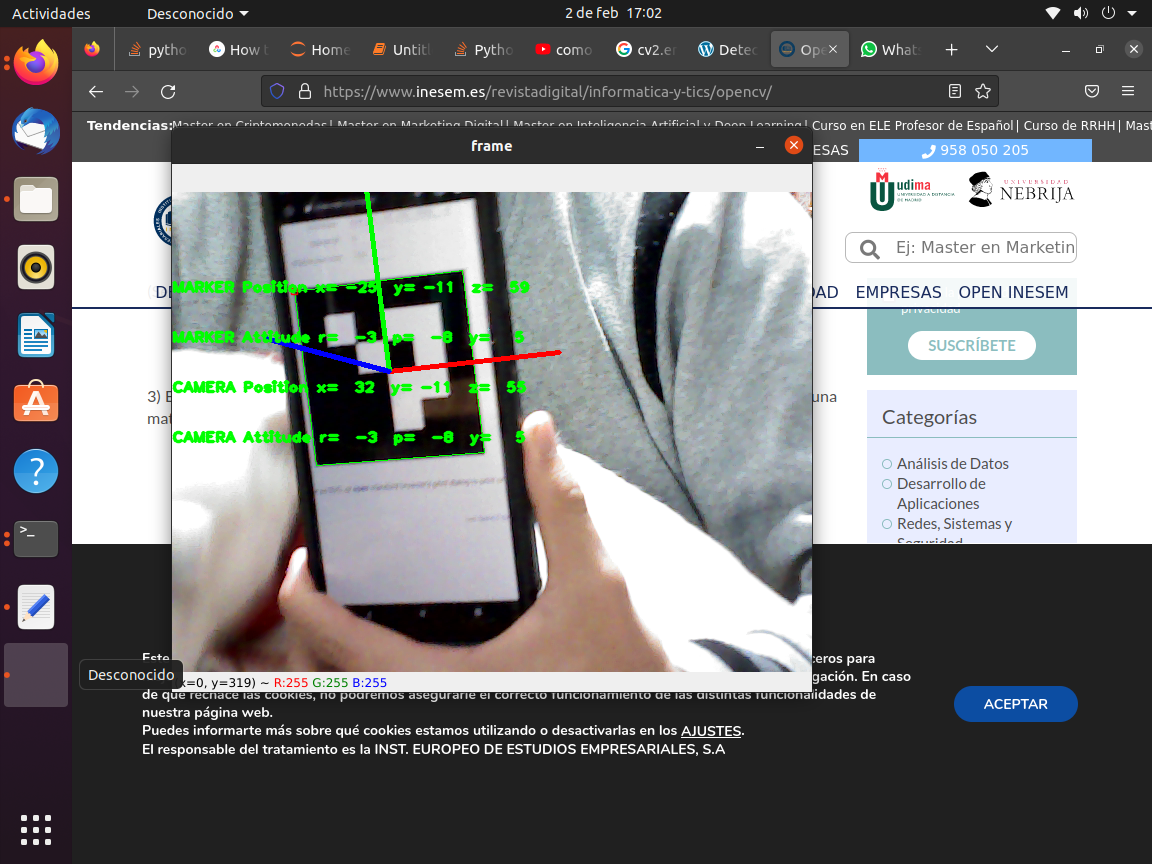 Actividades
Desconocido
2 de feb 17:02
pytho
How t
Home
Untitl
Pytho
como
cv2.er
Detec
Ope
What
https://www.inesem.es/revistadigital/informatica-y-tics/opencv/
Tendencias: Master en Criptomonedas | Master en Marketing Digital | Master en Inteligencia Artificial y Deep Learning | Curso en ELE Profesor de Español | Curso de RRHH | Mast
frame
ESAS
958 050 205
udima
UNIVERSIDAD A DISTANCIA
DE MADRID
UNIVERSIDAD
NEBRIJA
Ej: Master en Marketin
DAD EMPRESAS OPEN INESEM
privacidad
SUSCRÍBETE
MARKER Position x= -25 y= -11 z= 59
MARKER Attitude r= -3 p= -8 y= 5
CAMERA Position x= 32 y= -11 z= 55
CAMERA Attitude r= -3 p= -8 y= 5
3) E
una
mat
Categorías
Análisis de Datos
Desarrollo de
Aplicaciones
Redes, Sistemas y
Seguridad
Este
ceros para
gación. En caso
Desconocido
(x=0, y=319) ~ R:255 G:255 B:255
de que rechace las cookies, no podremos asegurarle el correcto funcionamiento de las distintas funcionalidades de
nuestra página web.
Puedes informarte más sobre qué cookies estamos utilizando o desactivarlas en los AJUSTES.
El responsable del tratamiento es la INST. EUROPEO DE ESTUDIOS EMPRESARIALES, S.A
ACEPTAR